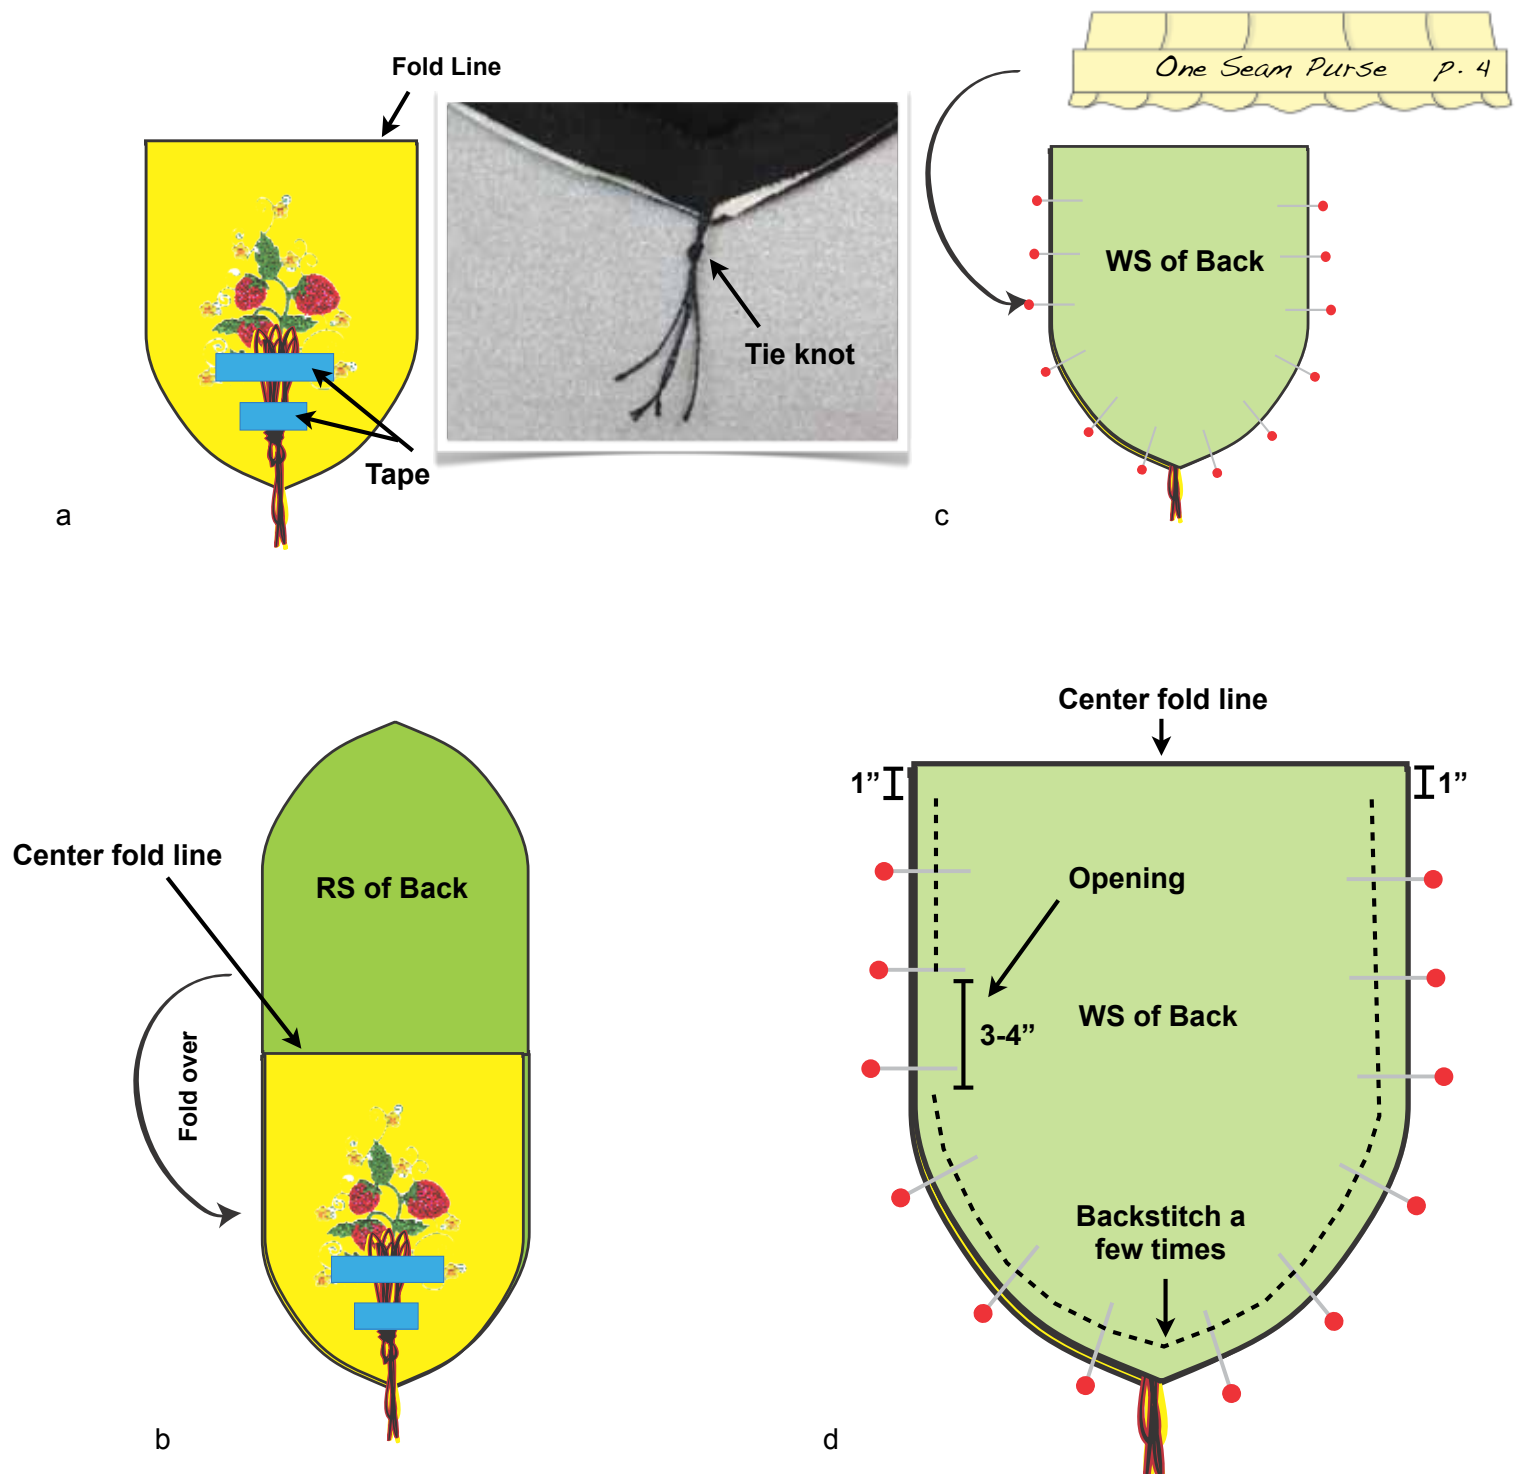 One Seam Purse p. 4
Fold Line
Tie knot
Tape
a
WS of Back
c
Center fold line
RS of Back
Fold over
b
Center fold line
1”
1”
Opening
3-4”
WS of Back
Backstitch a
few times
d